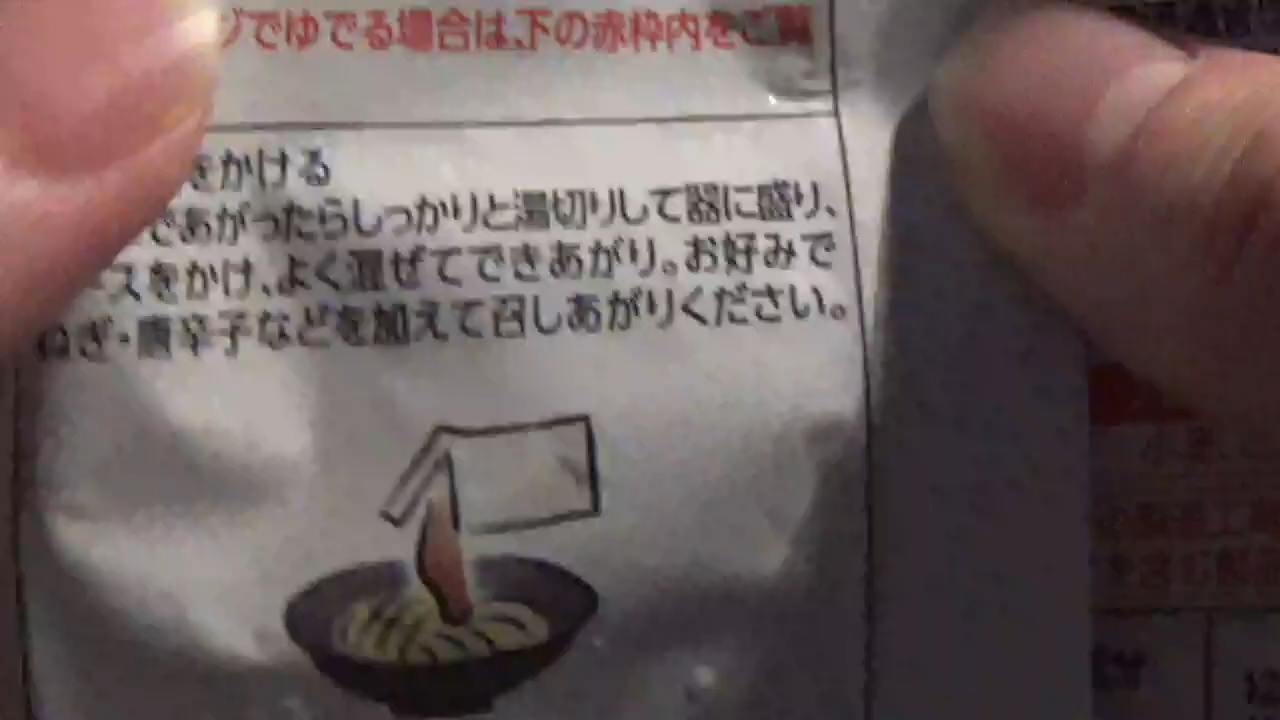 ジでゆでる場合は、下の赤枠内をご覧
をかける
であがったらしっかりと湯切りして器に盛り、
ースをかけ、よく混ぜてできあがり。お好みで
ねぎ・唐辛子などを加えて召しあがりください。